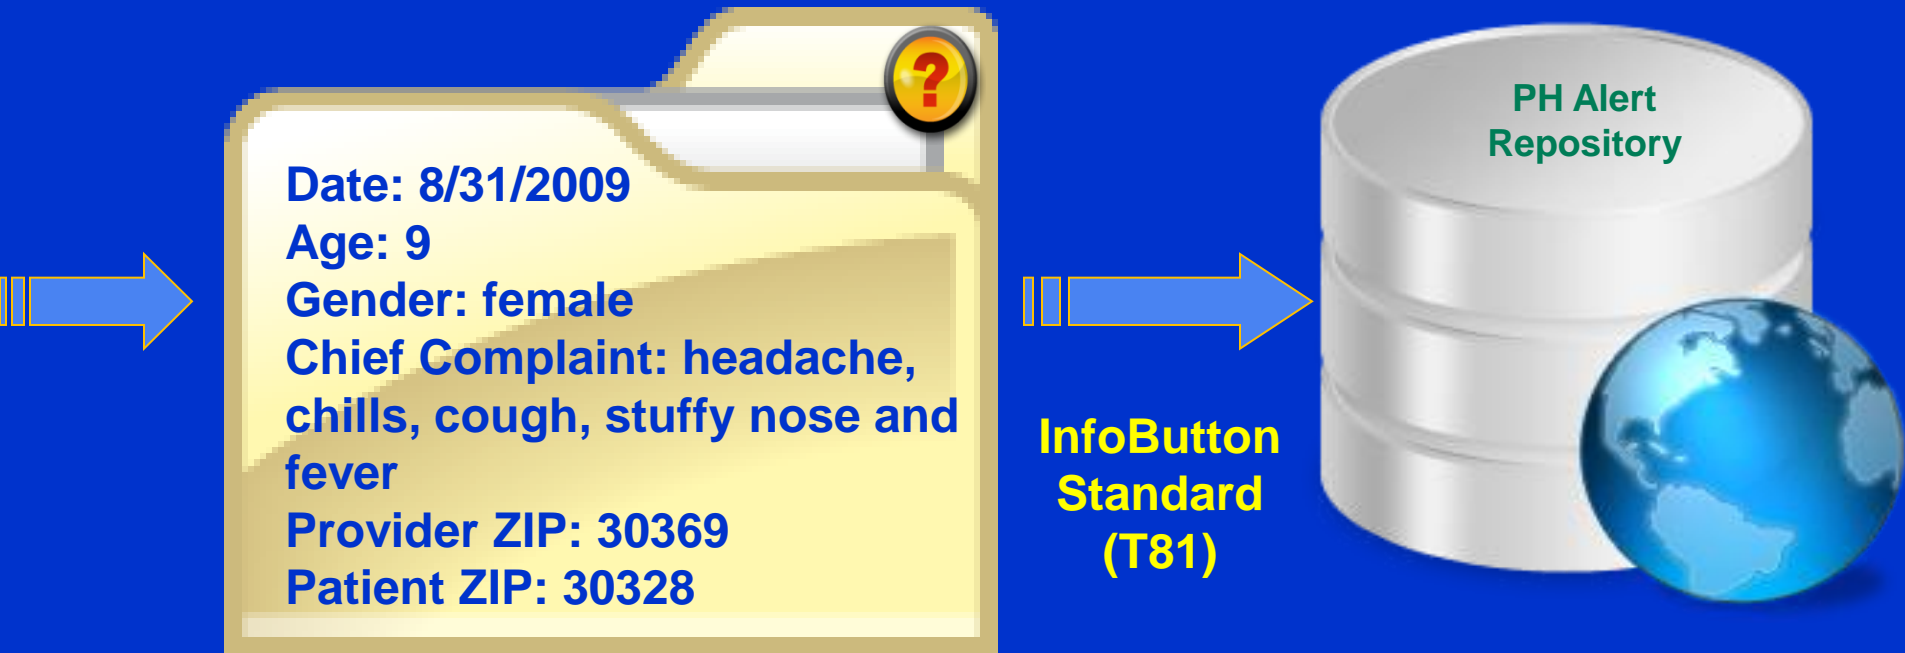 ?
Date: 8/31/2009
Age: 9
Gender: female
Chief Complaint: headache,
chills, cough, stuffy nose and
fever
Provider ZIP: 30369
Patient ZIP: 30328
InfoButton
Standard
(T81)
PH Alert
Repository